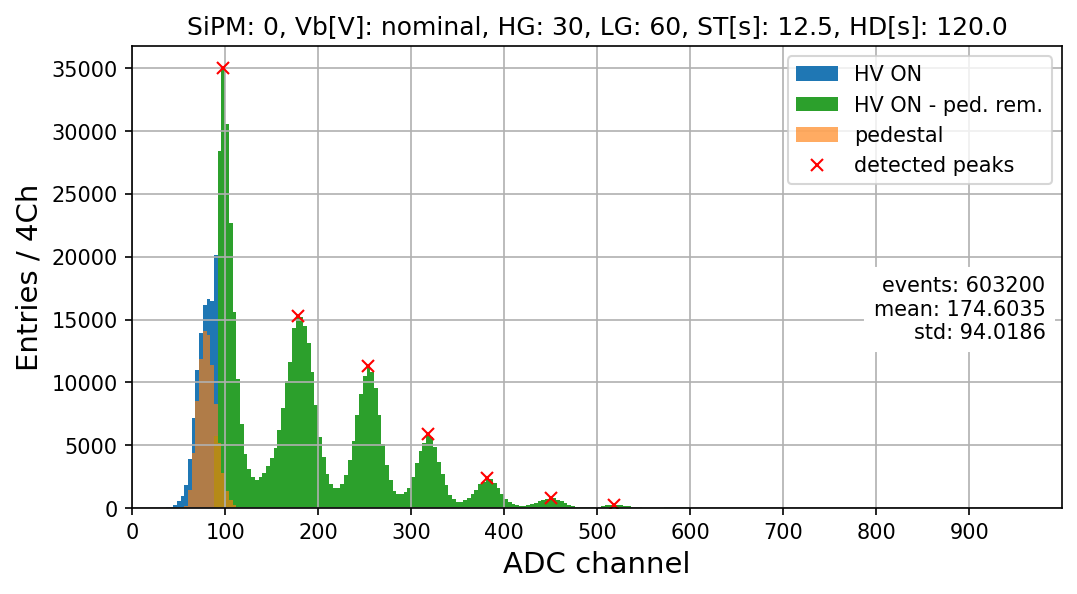 SiPM: 0, Vb[V]: nominal, HG: 30, LG: 60, ST[s]: 12.5, HD[s]: 120.0
35000
30000
25000
20000
15000
10000
5000
0
Entries / 4Ch
HV ON
HV ON - ped. rem.
pedestal
detected peaks
events: 603200
mean: 174.6035
std: 94.0186
0 100 200 300 400 500 600 700 800 900
ADC channel